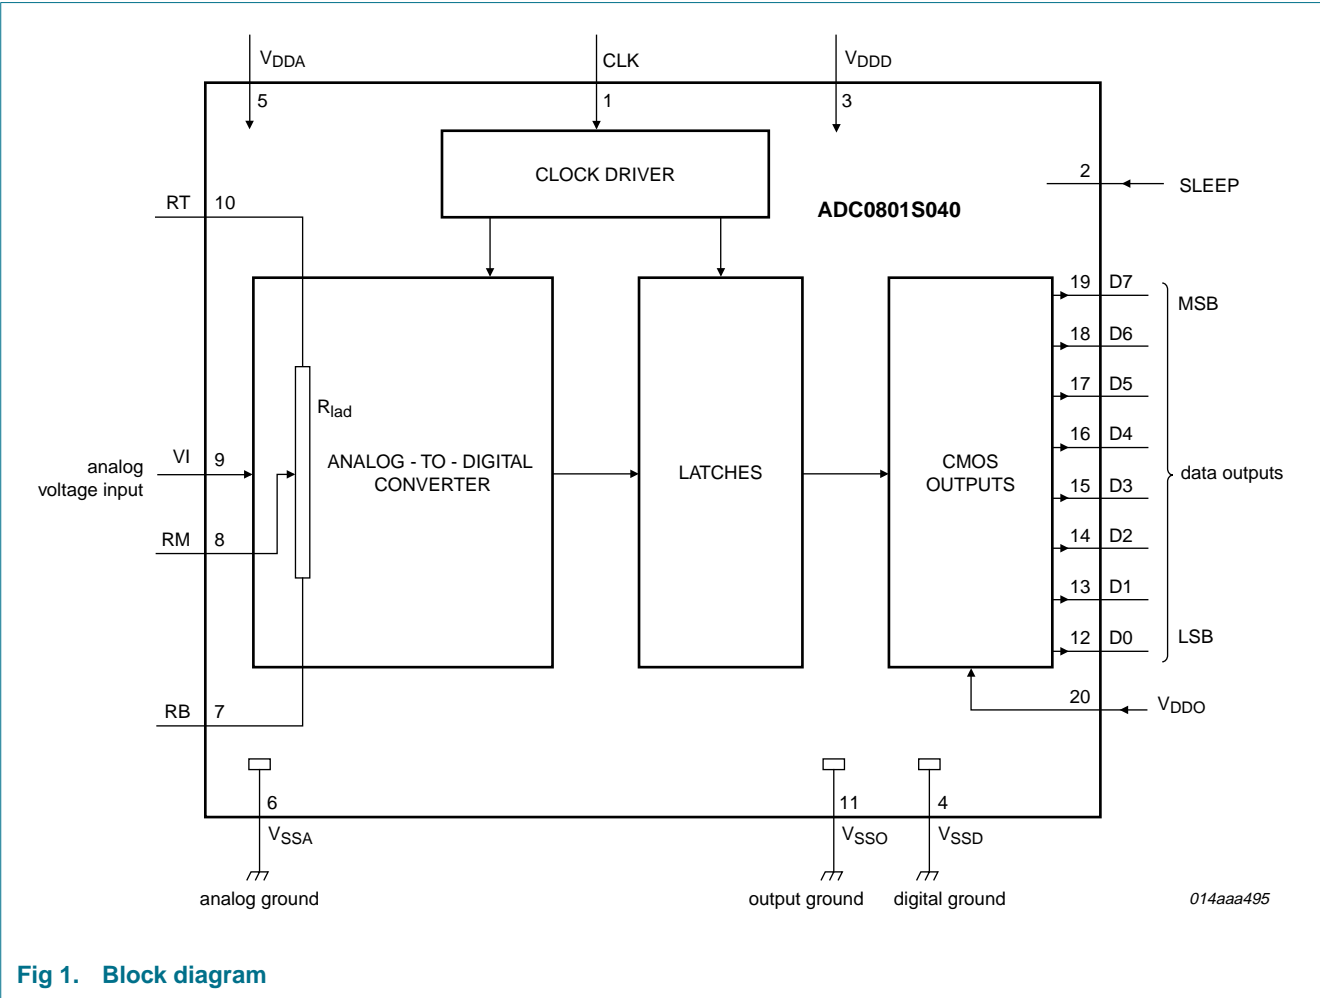 VDDA CLK VDDD
5 1 3
CLOCK DRIVER
2 SLEEP
RT 10
ADC0801S040
19 D7
MSB
18 D6
17 D5
Rlad
16 D4
VI 9
analog
voltage input
ANALOG - TO - DIGITAL
CONVERTER
LATCHES
CMOS
OUTPUTS
data outputs
15 D3
RM 8
14 D2
13 D1
12 D0
LSB
20 VDDO
RB 7
6 11 4
VSSA VSSO VSSD
analog ground output ground digital ground
014aaa495
Fig 1. Block diagram